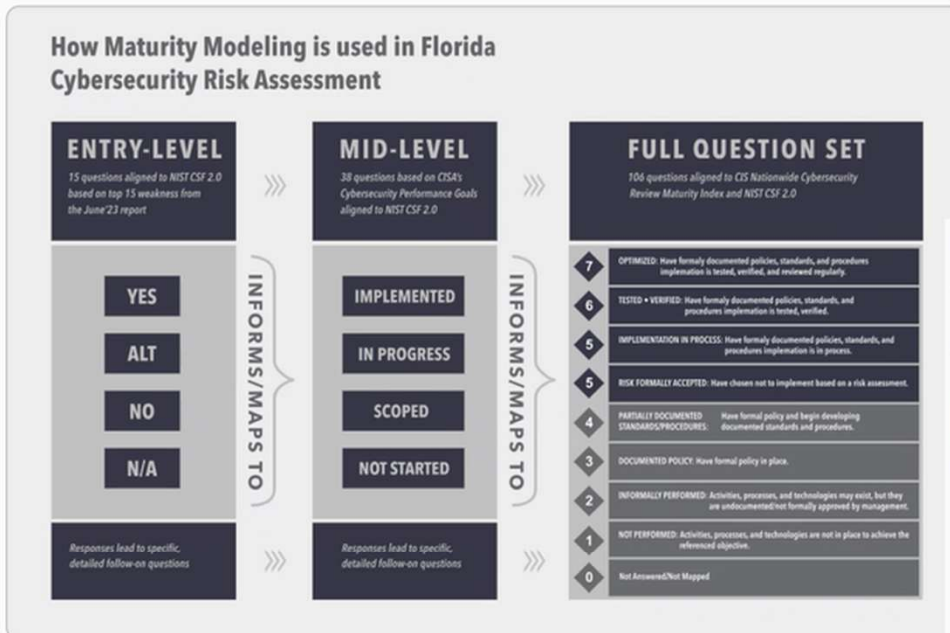 How Maturity Modeling is used in Florida
Cybersecurity Risk Assessment
ENTRY-LEVEL
15 questions aligned to NIST CSF 2.0
based on top 15 weakness from
the June'23 report
MID-LEVEL
38 questions based on CISA's
Cybersecurity Performance Goals
aligned to NIST CSF 2.0
FULL QUESTION SET
106 questions aligned to CIS Nationwide Cybersecurity
Review Maturity Index and NIST CSF 2.0
YES
ALT
NO
N/A
INFORMS/MAPS TO
IMPLEMENTED
IN PROGRESS
SCOPED
NOT STARTED
INFORMS/MAPS TO
7 OPTIMIZED: Have formaly documented policies, standards, and procedures
implemation is tested, verified, and reviewed regularly.
6 TESTED • VERIFIED: Have formaly documented policies, standards, and
procedures implemation is tested, verified.
5 IMPLEMENTATION IN PROCESS: Have formaly documented policies, standards, and
procedures implemation is in process.
5 RISK FORMALLY ACCEPTED: Have chosen not to implement based on a risk assessment.
4 PARTIALLY DOCUMENTED Have formal policy and begin developing
STANDARDS/PROCEDURES: documented standards and procedures.
3 DOCUMENTED POLICY: Have formal policy in place.
2 INFORMALLY PERFORMED: Activities, processes, and technologies may exist, but they
are undocumented/not formally approved by management.
1 NOT PERFORMED: Activities, processes, and technologies are not in place to achieve the
referenced objective.
0 Not Answered/Not Mapped
Responses lead to specific,
detailed follow-on questions
Responses lead to specific,
detailed follow-on questions